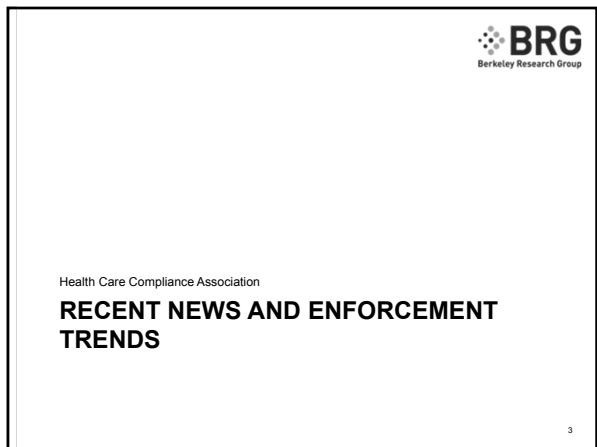 BRG
Berkeley Research Group
Health Care Compliance Association
RECENT NEWS AND ENFORCEMENT
TRENDS
3